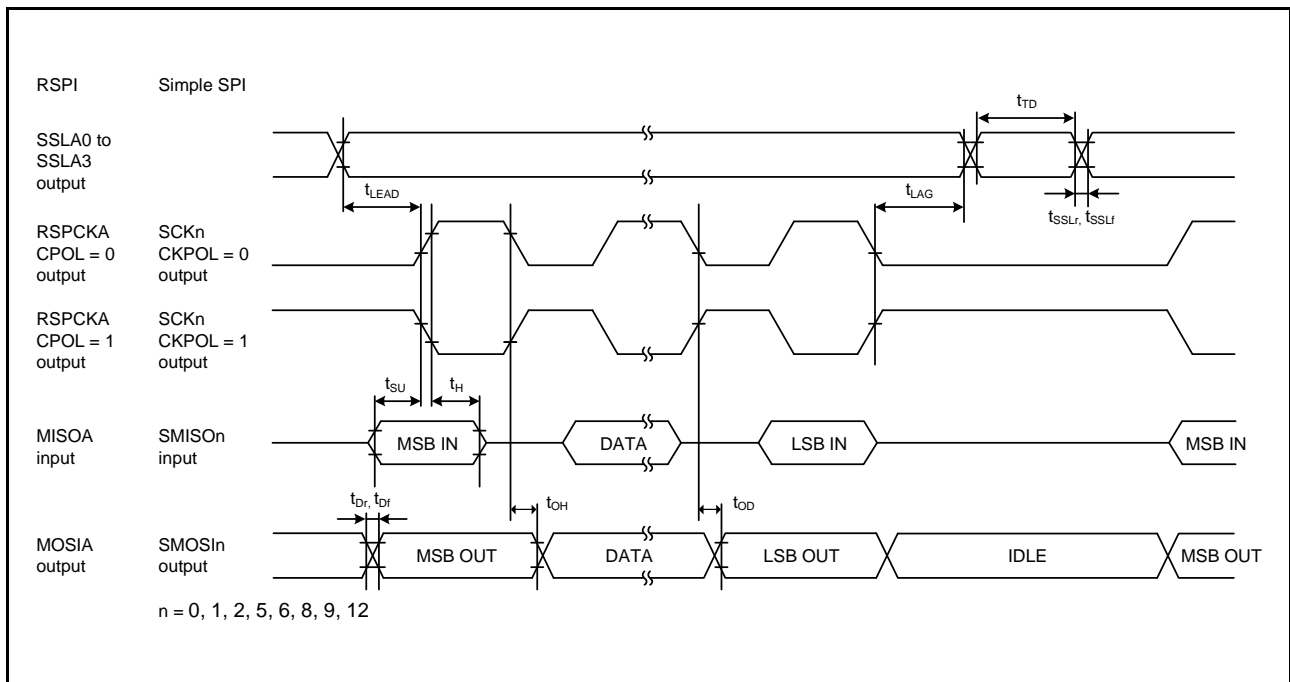 RSPI Simple SPI
tTD
SSLA0 to
SSLA3
output
tLEAD
tLAG
tSSLr, tSSLf
RSPCKA SCKn
CPOL = 0 CKPOL = 0
output output
RSPCKA SCKn
CPOL = 1 CKPOL = 1
output output
tSU tH
MISOA SMISOn
input input
MSB IN DATA LSB IN MSB IN
tDr, tDf tOH tOD
MOSIA SMOSIn
output output
MSB OUT DATA LSB OUT IDLE MSB OUT
n = 0, 1, 2, 5, 6, 8, 9, 12